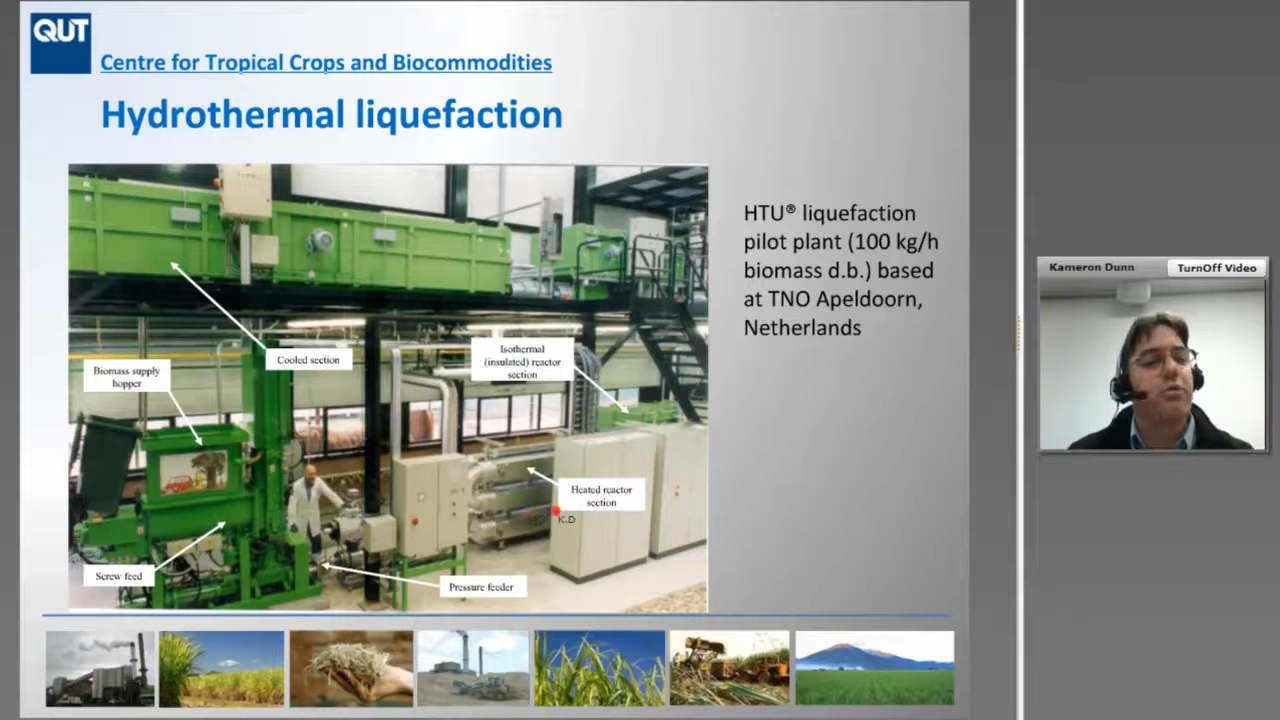 QUT
Centre for Tropical Crops and Biocommodities
Hydrothermal liquefaction
HTU® liquefaction
pilot plant (100 kg/h
biomass d.b.) based
at TNO Apeldoorn,
Netherlands
Cooled section
Isothermal
(insulated) reactor
section
Biomass supply
hopper
Heated reactor
section
K.D
Screw feed
Pressure feeder
Kameron Dunn
TurnOff Video